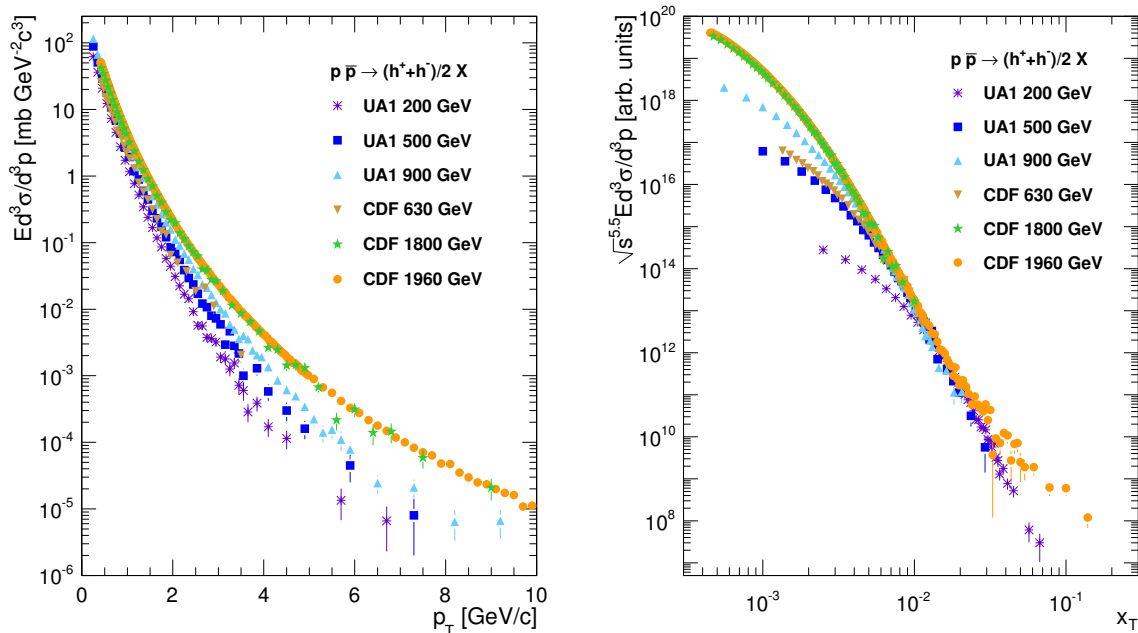 Ed³σ/d³p [mb GeV⁻²c³]
10²
10
1
10⁻¹
10⁻²
10⁻³
10⁻⁴
10⁻⁵
10⁻⁶
0 2 4 6 8 10
p_T [GeV/c]
p p̅ → (h⁺+h⁻)/2 X
UA1 200 GeV
UA1 500 GeV
UA1 900 GeV
CDF 630 GeV
CDF 1800 GeV
CDF 1960 GeV
√s^5.5 Ed³σ/d³p [arb. units]
10²⁰
10¹⁸
10¹⁶
10¹⁴
10¹²
10¹⁰
10⁸
10⁻³ 10⁻² 10⁻¹
x_T
p p̅ → (h⁺+h⁻)/2 X
UA1 200 GeV
UA1 500 GeV
UA1 900 GeV
CDF 630 GeV
CDF 1800 GeV
CDF 1960 GeV